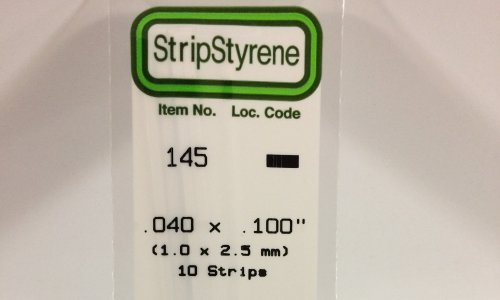 StripStyrene
Item No. Loc. Code
145
.040 x .100"
(1.0 x 2.5 mm)
10 Strips